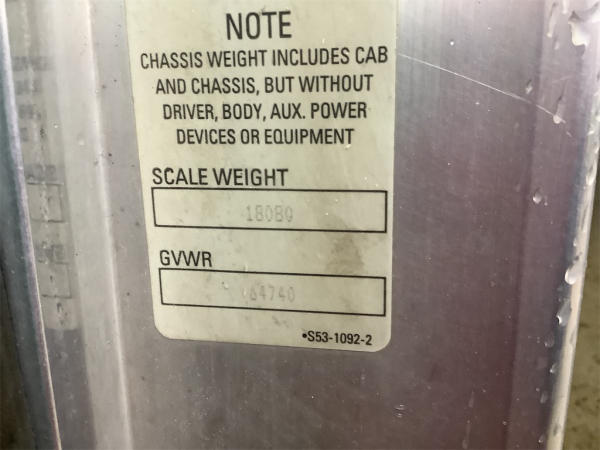 NOTE
CHASSIS WEIGHT INCLUDES CAB
AND CHASSIS, BUT WITHOUT
DRIVER, BODY, AUX. POWER
DEVICES OR EQUIPMENT
SCALE WEIGHT
18080
GVWR
64740
•S53-1092-2